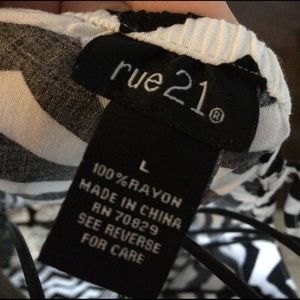 rue21®
L
100% RAYON
MADE IN CHINA
RN 70829
SEE REVERSE
FOR CARE